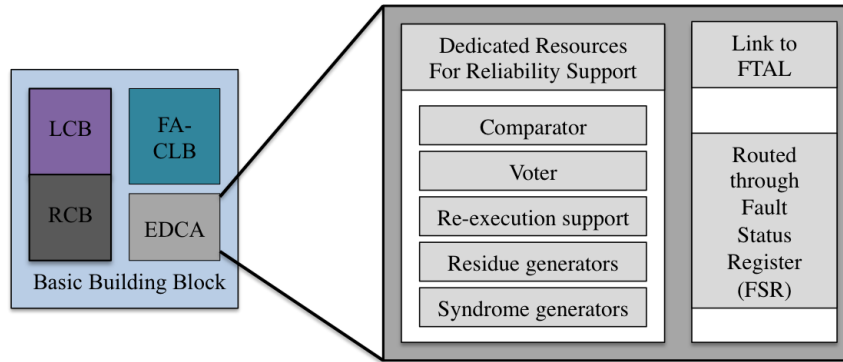 LCB
FA-
CLB
RCB
EDCA
Basic Building Block
Dedicated Resources
For Reliability Support
Comparator
Voter
Re-execution support
Residue generators
Syndrome generators
Link to
FTAL
Routed
through
Fault
Status
Register
(FSR)